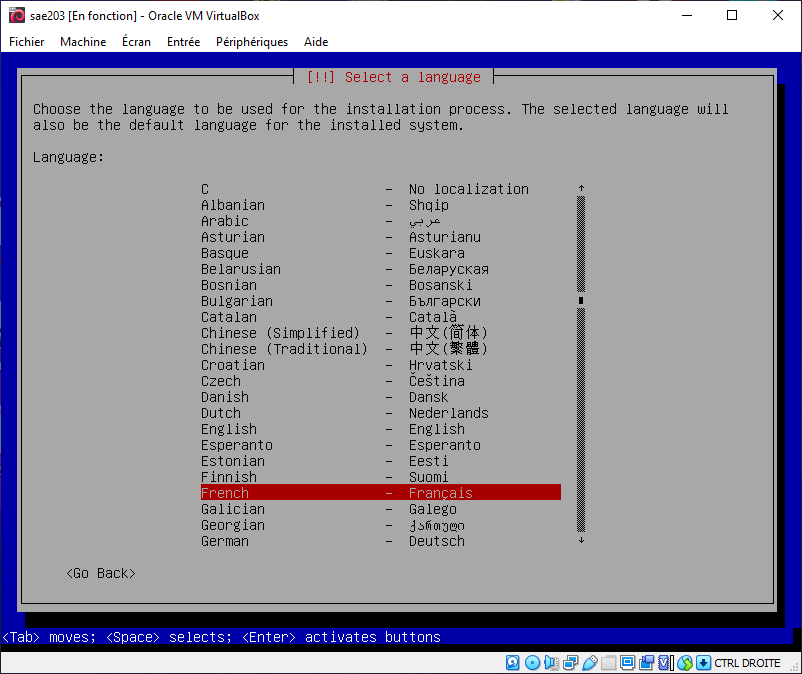 sae203 [En fonction] - Oracle VM VirtualBox
Fichier Machine Écran Entrée Périphériques Aide
[!!] Select a language
Choose the language to be used for the installation process. The selected language will
also be the default language for the installed system.
Language:
C - No localization
Albanian - Shqip
Arabic - عربي
Asturian - Asturianu
Basque - Euskara
Belarusian - Беларуская
Bosnian - Bosanski
Bulgarian - Български
Catalan - Català
Chinese (Simplified) - 中文(简体)
Chinese (Traditional) - 中文(繁體)
Croatian - Hrvatski
Czech - Čeština
Danish - Dansk
Dutch - Nederlands
English - English
Esperanto - Esperanto
Estonian - Eesti
Finnish - Suomi
French - Français
Galician - Galego
Georgian - ქართული
German - Deutsch
<Go Back>
<Tab> moves; <Space> selects; <Enter> activates buttons
CTRL DROITE